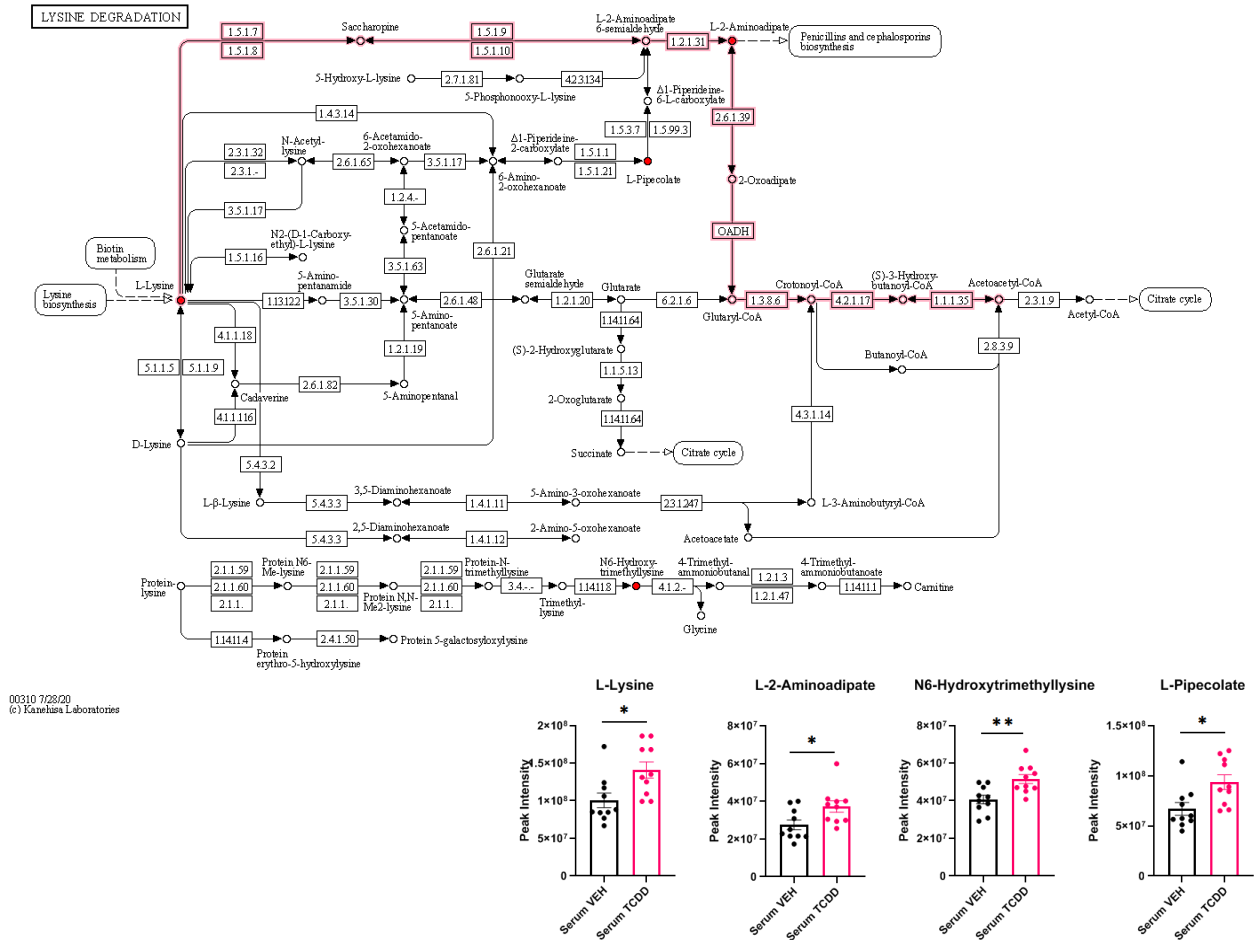 LYSINE DEGRADATION
1.5.1.7
1.5.1.8
Saccharopine
1.5.1.9
1.5.1.10
L-2-Aminoadipate
6-semialdehyde
1.2.1.31
L-2-Aminoadipate
Penicillins and cephalosporins
biosynthesis
5-Hydroxy-L-lysine
2.7.1.81
5-Phosphonooxy-L-lysine
4.2.3.134
Δ1-Piperideine-
6-L-carboxylate
1.4.3.14
2.6.1.39
N-Acetyl-
lysine
6-Acetamido-
2-oxohexanoate
Δ1-Piperideine-
2-carboxylate
1.5.3.7
1.5.99.3
2.3.1.32
2.3.1.-
2.6.1.65
3.5.1.17
6-Amino-
2-oxohexanoate
1.5.1.1
1.5.1.21
L-Pipecolate
2-Oxoadipate
1.2.4.-
3.5.1.17
5-Acetamido-
pentanoate
OADH
N2-(D-1-Carboxy-
ethyl)-L-lysine
1.5.1.16
2.6.1.21
3.5.1.63
Biotin
metabolism
Lysine
biosynthesis
L-Lysine
5-Amino-
pentanamide
1.13.12.2
3.5.1.30
5-Amino-
pentanoate
2.6.1.48
Glutarate
semialdehyde
1.2.1.20
Glutarate
6.2.1.6
Glutaryl-CoA
1.3.8.6
Crotonoyl-CoA
4.2.1.17
(S)-3-Hydroxy-
butanoyl-CoA
1.1.1.35
Acetoacetyl-CoA
2.3.1.9
Acetyl-CoA
Citrate cycle
4.1.1.18
1.14.11.64
1.2.1.19
(S)-2-Hydroxyglutarate
2.8.3.9
Butanoyl-CoA
5.1.1.5
5.1.1.9
1.1.5.13
Cadaverine
2.6.1.82
5-Aminopentanal
2-Oxoglutarate
4.1.1.116
4.3.1.14
1.14.11.64
D-Lysine
Succinate
Citrate cycle
5.4.3.2
L-β-Lysine
5.4.3.3
3,5-Diaminohexanoate
1.4.1.11
5-Amino-3-oxohexanoate
2.3.1.247
L-3-Aminobutyryl-CoA
5.4.3.3
2,5-Diaminohexanoate
1.4.1.12
2-Amino-5-oxohexanoate
Acetoacetate
Protein-
lysine
2.1.1.59
2.1.1.60
2.1.1.
Protein N6-
Me-lysine
2.1.1.59
2.1.1.60
2.1.1.
Protein N,N-
Me2-lysine
2.1.1.59
2.1.1.60
2.1.1.
Protein-N-
trimethyllysine
3.4.-.-
Trimethyl-
lysine
1.14.11.8
N6-Hydroxy-
trimethyllysine
4.1.2.-
4-Trimethyl-
ammoniobutanal
Glycine
1.2.1.3
1.2.1.47
4-Trimethyl-
ammoniobutanoate
1.14.11.1
Carnitine
1.14.11.4
Protein
erythro-5-hydroxylysine
2.4.1.50
Protein 5-galactosyloxylysine
00310 7/28/20
(c) Kanehisa Laboratories
L-Lysine
Peak Intensity
2×10⁸
1.5×10⁸
1×10⁸
5×10⁷
0
*
Serum VEH
Serum TCDD
L-2-Aminoadipate
Peak Intensity
8×10⁷
6×10⁷
4×10⁷
2×10⁷
0
*
Serum VEH
Serum TCDD
N6-Hydroxytrimethyllysine
Peak Intensity
8×10⁷
6×10⁷
4×10⁷
2×10⁷
0
**
Serum VEH
Serum TCDD
L-Pipecolate
Peak Intensity
1.5×10⁸
1×10⁸
5×10⁷
0
*
Serum VEH
Serum TCDD